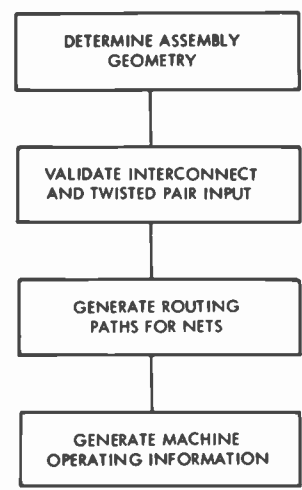 DETERMINE ASSEMBLY
GEOMETRY
VALIDATE INTERCONNECT
AND TWISTED PAIR INPUT
GENERATE ROUTING
PATHS FOR NETS
GENERATE MACHINE
OPERATING INFORMATION